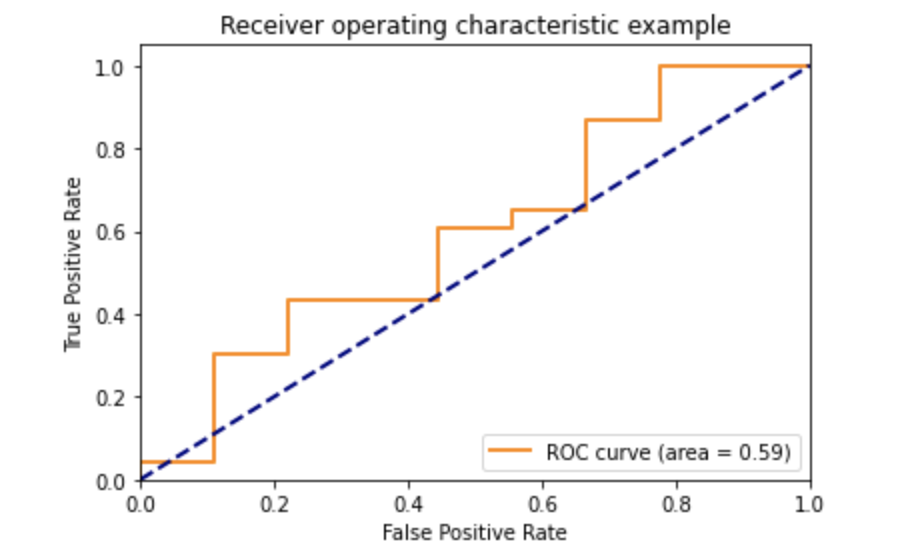 Receiver operating characteristic example
1.0
0.8
0.6
0.4
0.2
0.0
True Positive Rate
ROC curve (area = 0.59)
0.0 0.2 0.4 0.6 0.8 1.0
False Positive Rate